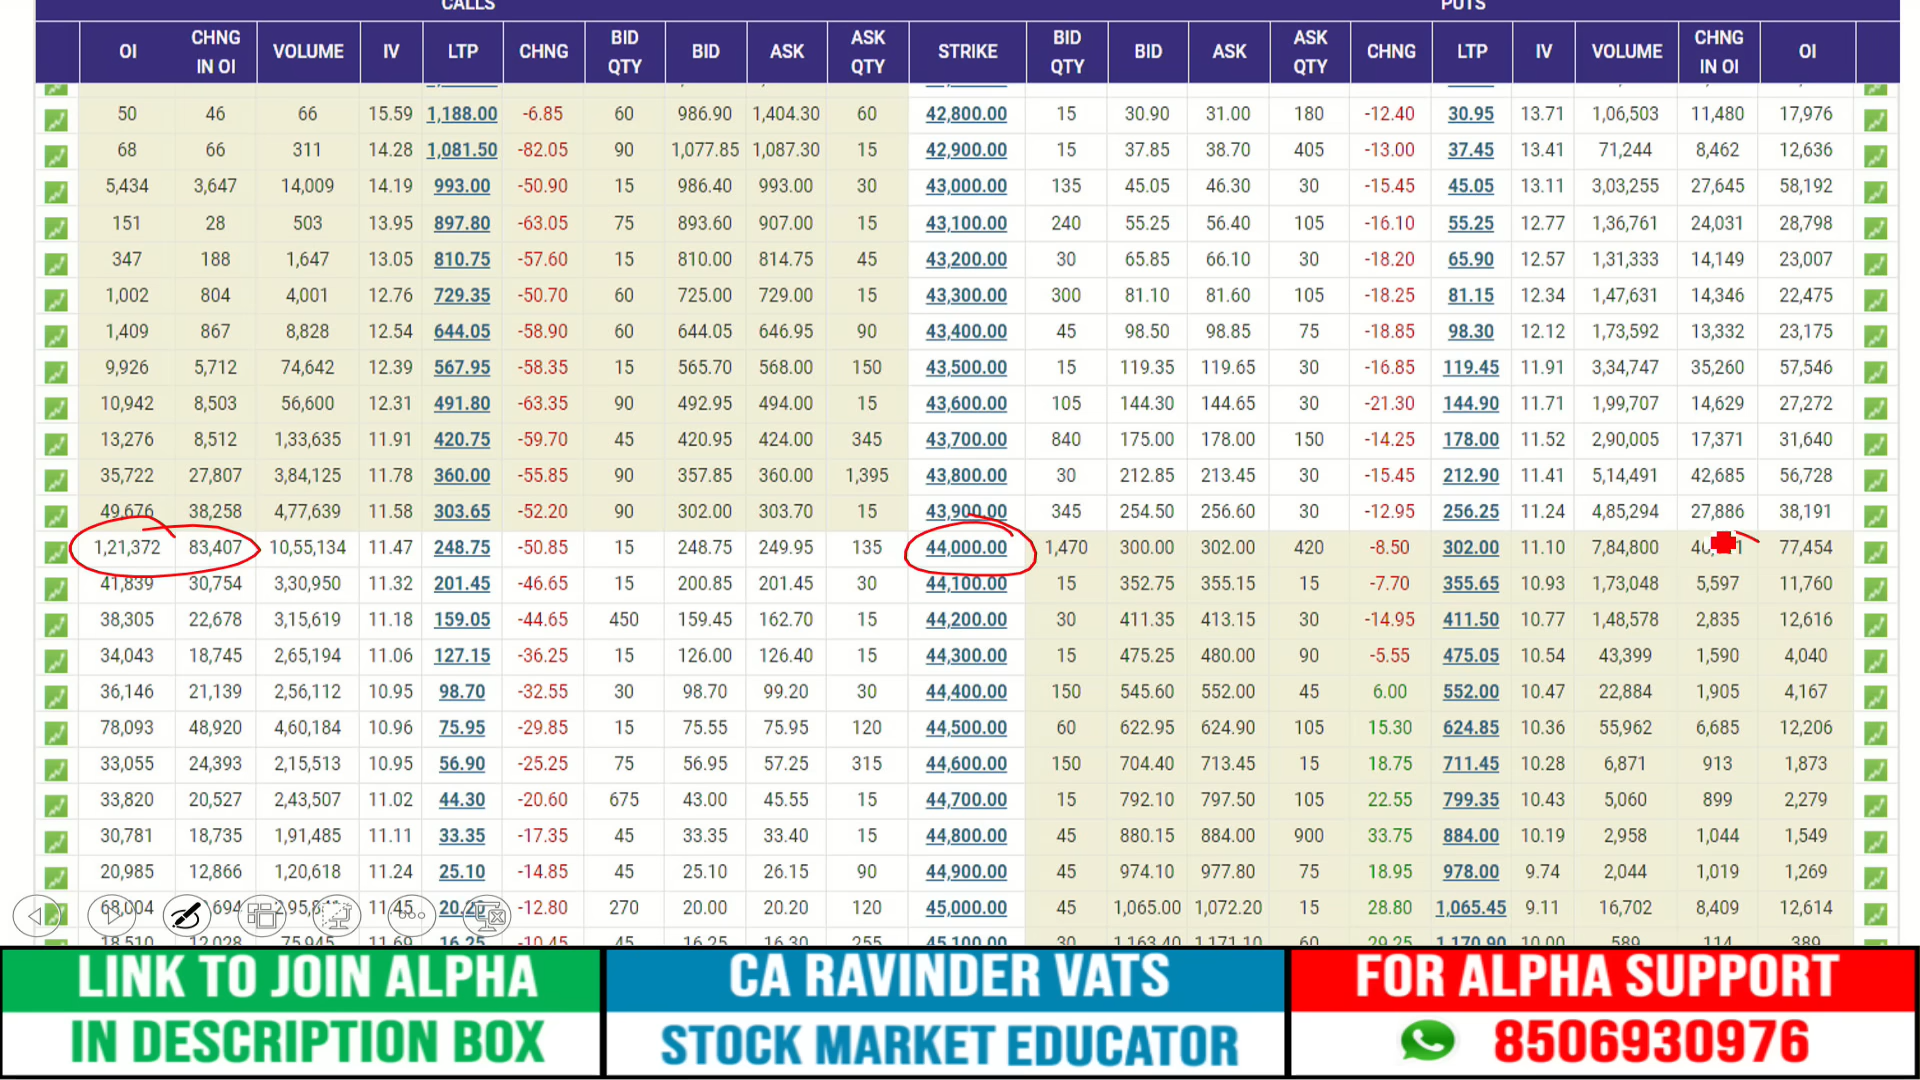 CALLS PUTS
OI CHNG IN OI VOLUME IV LTP CHNG BID QTY BID ASK ASK QTY STRIKE BID QTY BID ASK ASK QTY CHNG LTP IV VOLUME CHNG IN OI OI
50 46 66 15.59 1,188.00 -6.85 60 986.90 1,404.30 60 42,800.00 15 30.90 31.00 180 -12.40 30.95 13.71 1,06,503 11,480 17,976
68 66 311 14.28 1,081.50 -82.05 90 1,077.85 1,087.30 15 42,900.00 15 37.85 38.70 405 -13.00 37.45 13.41 71,244 8,462 12,636
5,434 3,647 14,009 14.19 993.00 -50.90 15 986.40 993.00 30 43,000.00 135 45.05 46.30 30 -15.45 45.05 13.11 3,03,255 27,645 58,192
151 28 503 13.95 897.80 -63.05 75 893.60 907.00 15 43,100.00 240 55.25 56.40 105 -16.10 55.25 12.77 1,36,761 24,031 28,798
347 188 1,647 13.05 810.75 -57.60 15 810.00 814.75 45 43,200.00 30 65.85 66.10 30 -18.20 65.90 12.57 1,31,333 14,149 23,007
1,002 804 4,001 12.76 729.35 -50.70 60 725.00 729.00 15 43,300.00 300 81.10 81.60 105 -18.25 81.15 12.34 1,47,631 14,346 22,475
1,409 867 8,828 12.54 644.05 -58.90 60 644.05 646.95 90 43,400.00 45 98.50 98.85 75 -18.85 98.30 12.12 1,73,592 13,332 23,175
9,926 5,712 74,642 12.39 567.95 -58.35 15 565.70 568.00 150 43,500.00 15 119.35 119.65 30 -16.85 119.45 11.91 3,34,747 35,260 57,546
10,942 8,503 56,600 12.31 491.80 -63.35 90 492.95 494.00 15 43,600.00 105 144.30 144.65 30 -21.30 144.90 11.71 1,99,707 14,629 27,272
13,276 8,512 1,33,635 11.91 420.75 -59.70 45 420.95 424.00 345 43,700.00 840 175.00 178.00 150 -14.25 178.00 11.52 2,90,005 17,371 31,640
35,722 27,807 3,84,125 11.78 360.00 -55.85 90 357.85 360.00 1,395 43,800.00 30 212.85 213.45 30 -15.45 212.90 11.41 5,14,491 42,685 56,728
49,676 38,258 4,77,639 11.58 303.65 -52.20 90 302.00 303.70 15 43,900.00 345 254.50 256.60 30 -12.95 256.25 11.24 4,85,294 27,886 38,191
1,21,372 83,407 10,55,134 11.47 248.75 -50.85 15 248.75 249.95 135 44,000.00 1,470 300.00 302.00 420 -8.50 302.00 11.10 7,84,800 77,454
41,839 30,754 3,30,950 11.32 201.45 -46.65 15 200.85 201.45 30 44,100.00 15 352.75 355.15 15 -7.70 355.65 10.93 1,73,048 5,597 11,760
38,305 22,678 3,15,619 11.18 159.05 -44.65 450 159.45 162.70 15 44,200.00 30 411.35 413.15 30 -14.95 411.50 10.77 1,48,578 2,835 12,616
34,043 18,745 2,65,194 11.06 127.15 -36.25 15 126.00 126.40 15 44,300.00 15 475.25 480.00 90 -5.55 475.05 10.54 43,399 1,590 4,040
36,146 21,139 2,56,112 10.95 98.70 -32.55 30 98.70 99.20 30 44,400.00 150 545.60 552.00 45 6.00 552.00 10.47 22,884 1,905 4,167
78,093 48,920 4,60,184 10.96 75.95 -29.85 15 75.55 75.95 120 44,500.00 60 622.95 624.90 105 15.30 624.85 10.36 55,962 6,685 12,206
33,055 24,393 2,15,513 10.95 56.90 -25.25 75 56.95 57.25 315 44,600.00 150 704.40 713.45 15 18.75 711.45 10.28 6,871 913 1,873
33,820 20,527 2,43,507 11.02 44.30 -20.60 675 43.00 45.55 15 44,700.00 15 792.10 797.50 105 22.55 799.35 10.43 5,060 899 2,279
30,781 18,735 1,91,485 11.11 33.35 -17.35 45 33.35 33.40 15 44,800.00 45 880.15 884.00 900 33.75 884.00 10.19 2,958 1,044 1,549
20,985 12,866 1,20,618 11.24 25.10 -14.85 45 25.10 26.15 90 44,900.00 45 974.10 977.80 75 18.95 978.00 9.74 2,044 1,019 1,269
68,004 11.45 -12.80 270 20.00 20.20 120 45,000.00 45 1,065.00 1,072.20 15 28.80 1,065.45 9.11 16,702 8,409 12,614
18,510 12,028 75,945 11.69 16.25 -10.45 45 16.25 16.30 255 45,100.00 30 1,163.40 1,171.10 60 29.25 1,170.90 10.00 589 114 389
LINK TO JOIN ALPHA
IN DESCRIPTION BOX
CA RAVINDER VATS
STOCK MARKET EDUCATOR
FOR ALPHA SUPPORT
8506930976